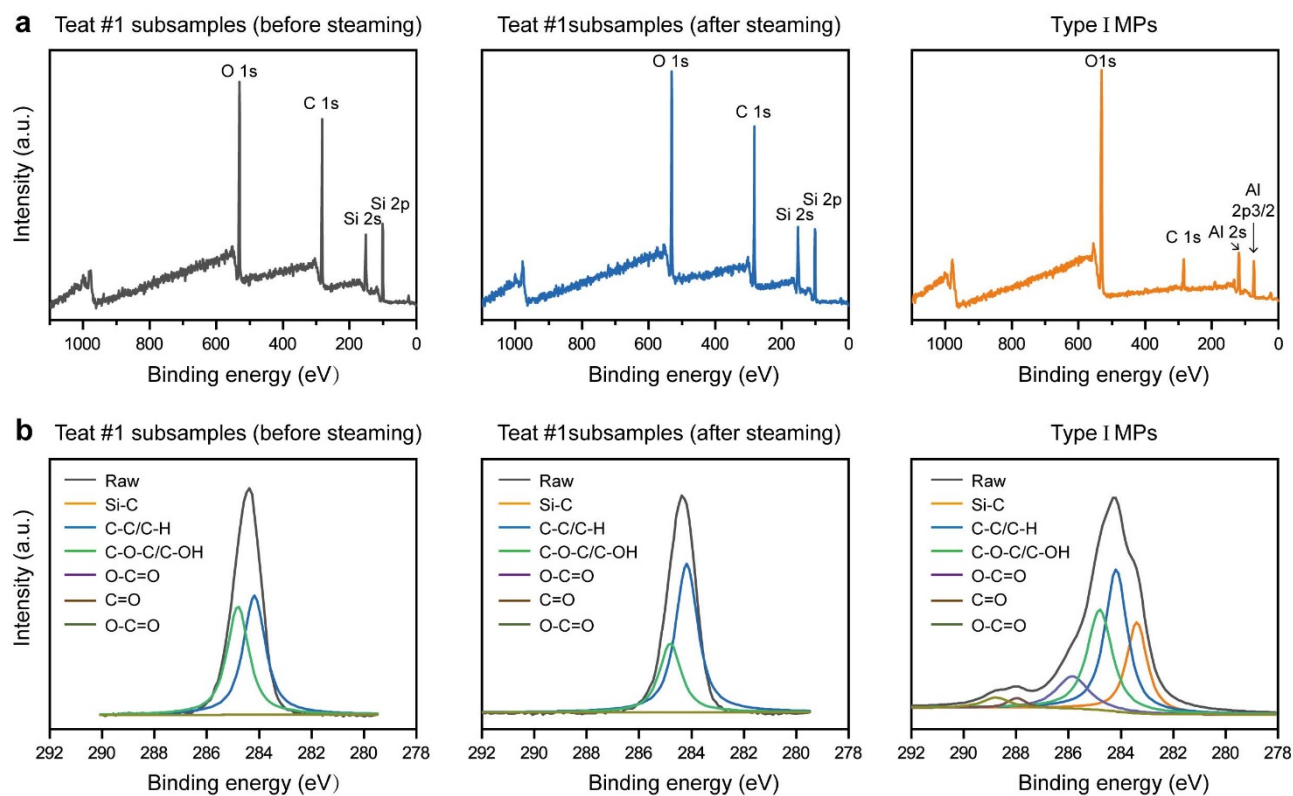 a
Teat #1 subsamples (before steaming)
Teat #1 subsamples (after steaming)
Type I MPs
Intensity (a.u.)
O 1s
C 1s
Si 2s
Si 2p
1000 800 600 400 200 0
Binding energy (eV)
O 1s
C 1s
Si 2s
Si 2p
1000 800 600 400 200 0
Binding energy (eV)
O1s
C 1s
Al 2s
Al
2p3/2
1000 800 600 400 200 0
Binding energy (eV)
b
Teat #1 subsamples (before steaming)
Teat #1subsamples (after steaming)
Type I MPs
Intensity (a.u.)
Raw
Si-C
C-C/C-H
C-O-C/C-OH
O-C=O
C=O
O-C=O
292 290 288 286 284 282 280 278
Binding energy (eV)
Raw
Si-C
C-C/C-H
C-O-C/C-OH
O-C=O
C=O
O-C=O
292 290 288 286 284 282 280 278
Binding energy (eV)
Raw
Si-C
C-C/C-H
C-O-C/C-OH
O-C=O
C=O
O-C=O
292 290 288 286 284 282 280 278
Binding energy (eV)